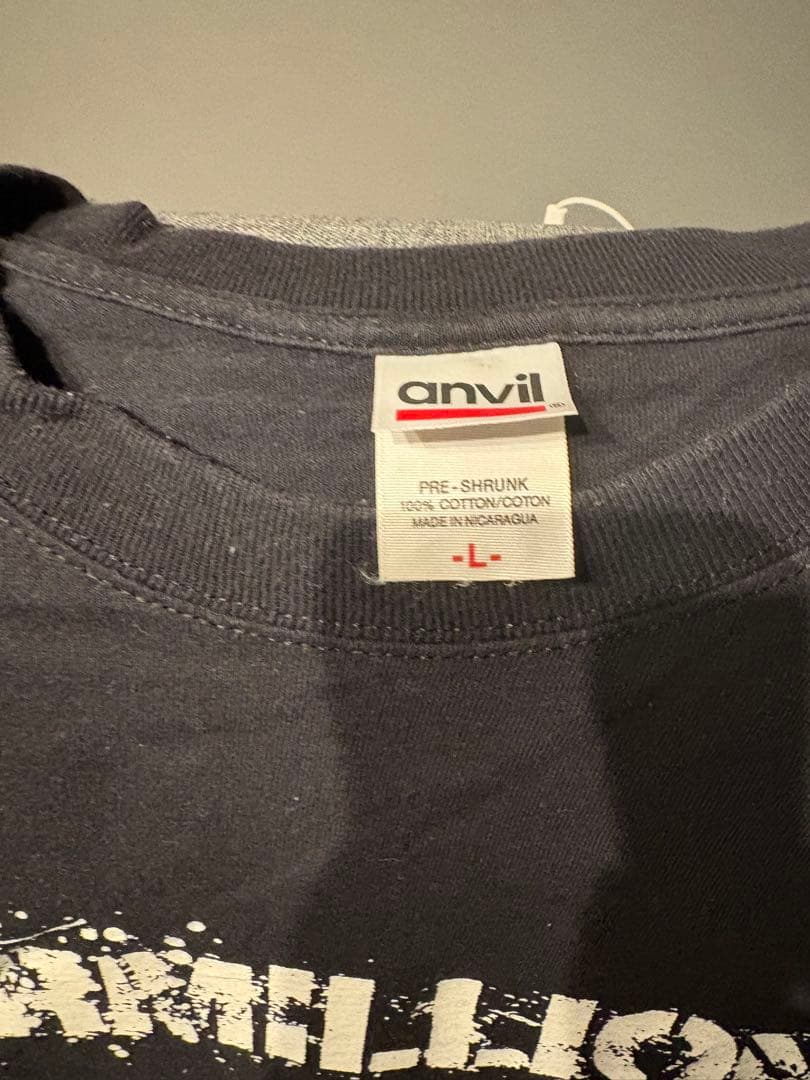 anvil
PRE-SHRUNK
100% COTTON/COTON
MADE IN NICARAGUA
-L-